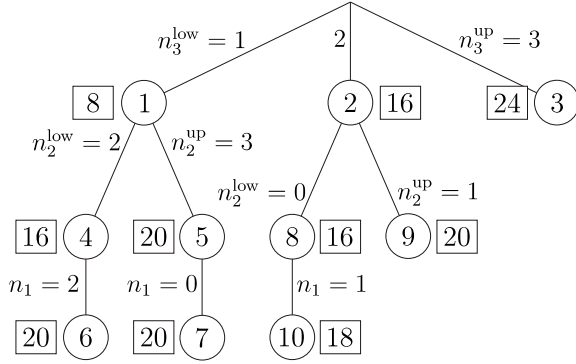 n_3^low = 1
2
n_3^up = 3
8 1
2 16
24 3
n_2^low = 2
n_2^up = 3
n_2^low = 0
n_2^up = 1
16 4
20 5
8 16
9 20
n_1 = 2
n_1 = 0
n_1 = 1
20 6
20 7
10 18